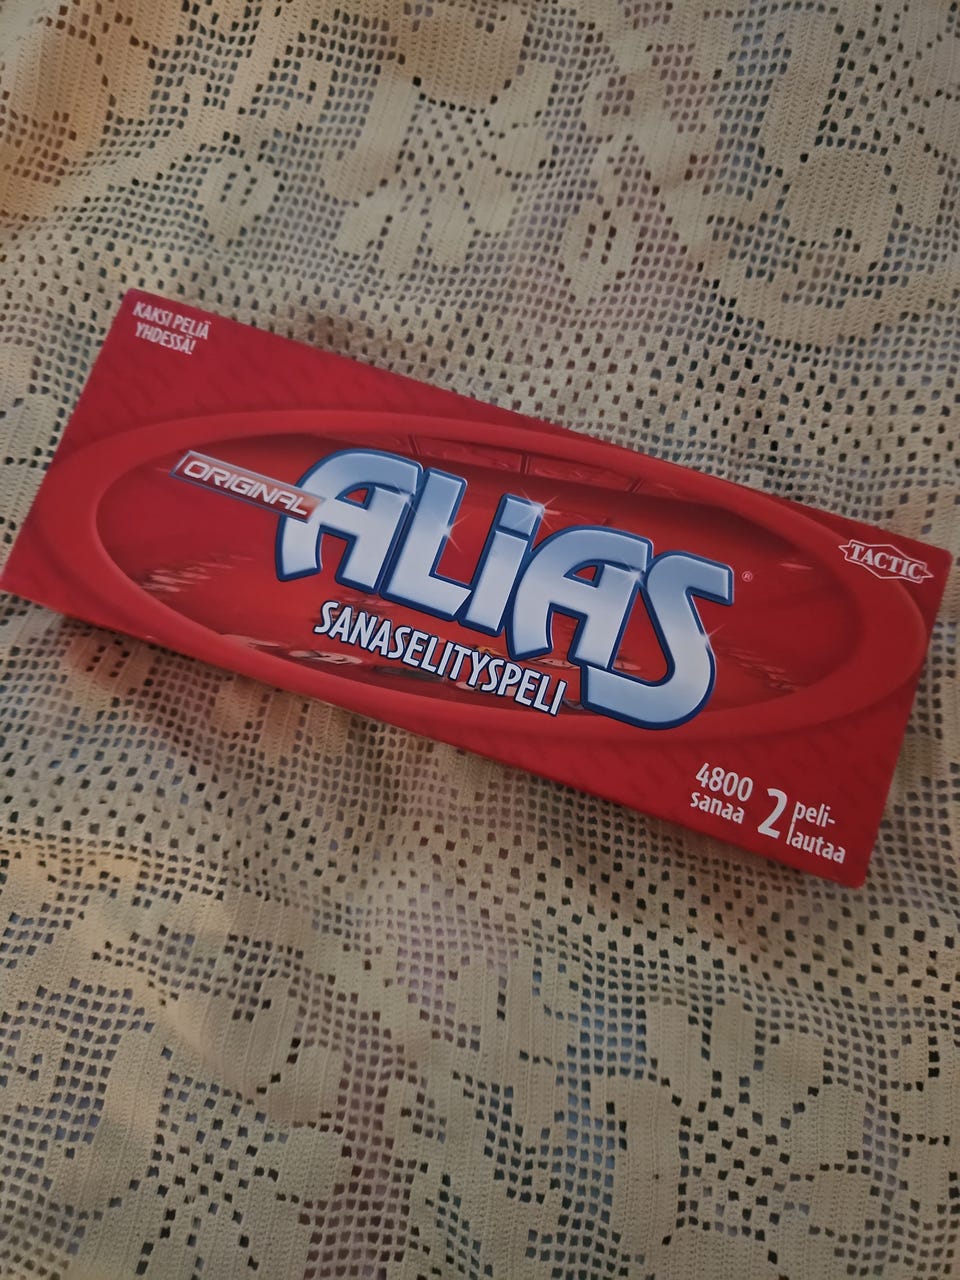 KAKSI PELIÄ
YHDESSÄ!
ORIGINAL
ALiAS®
SANASELITYSPELI
TACTIC
4800
sanaa
2 peli-
lautaa